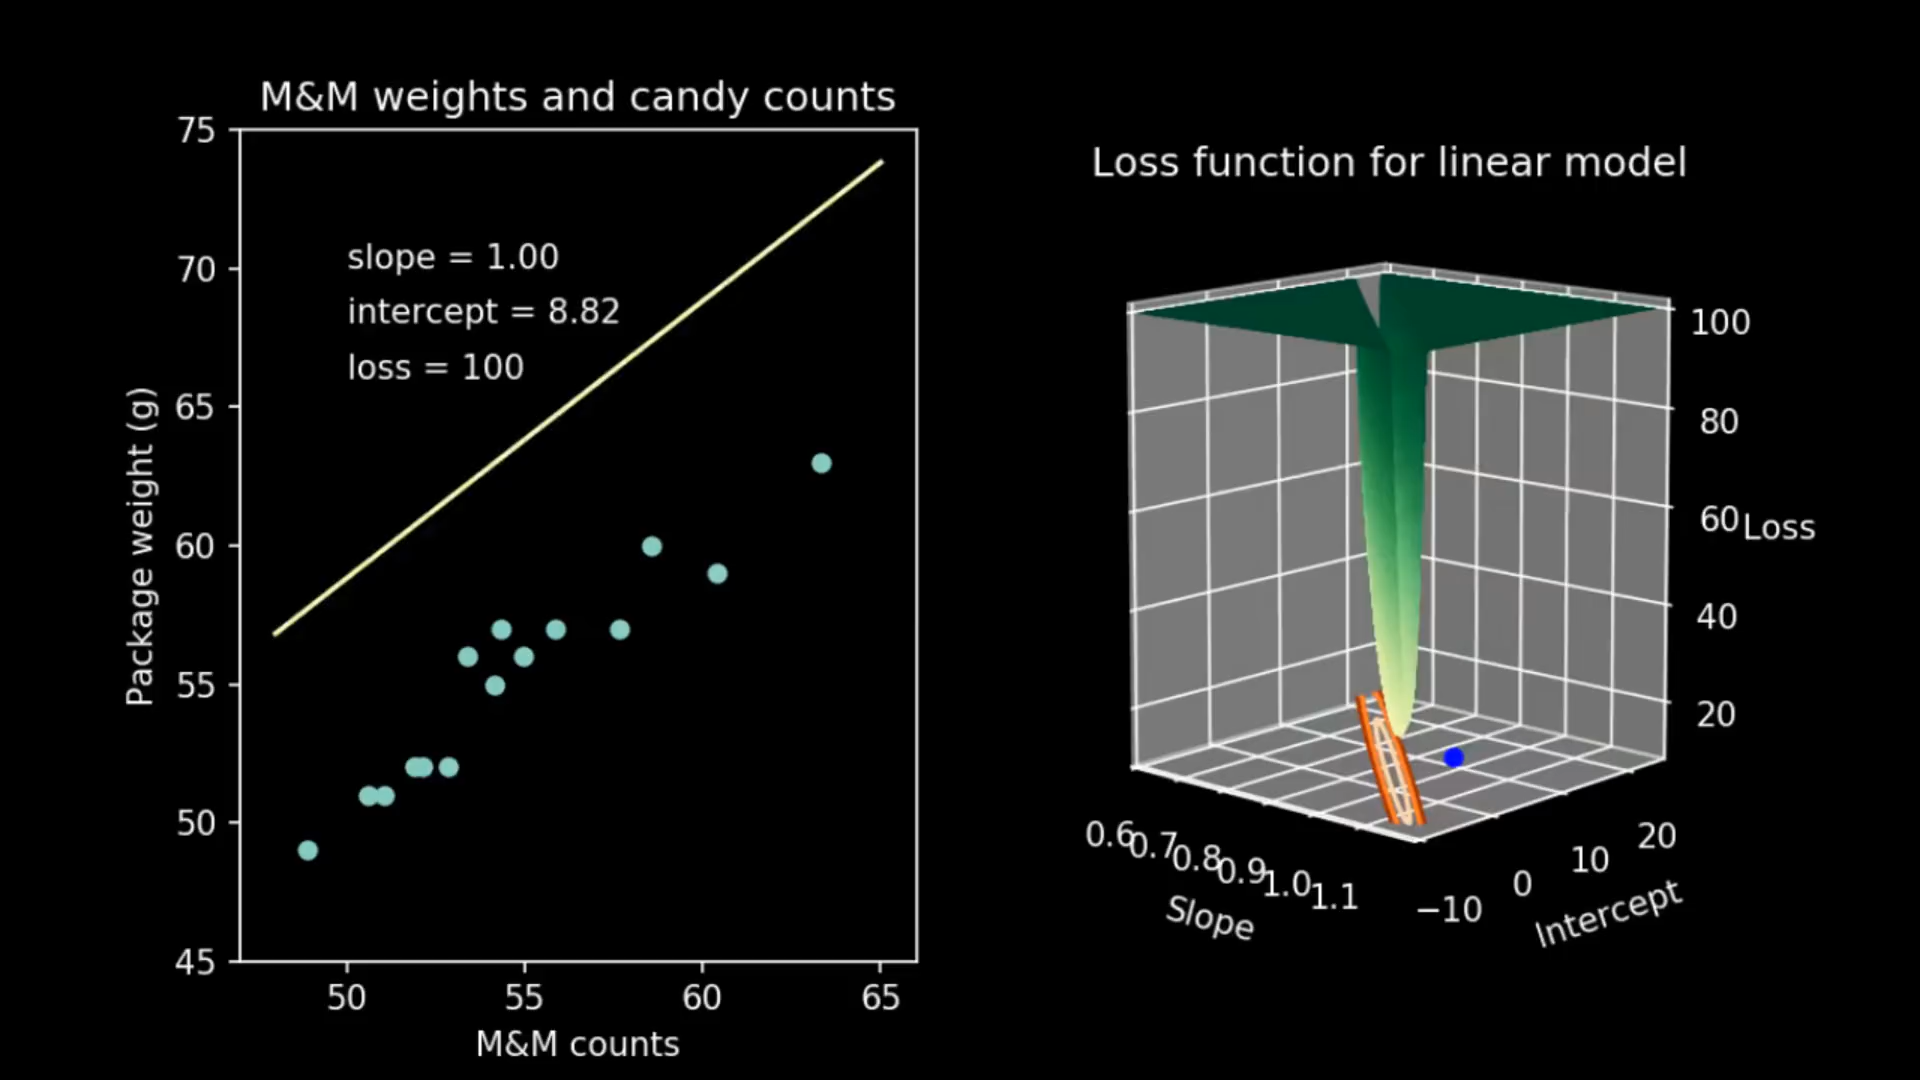 M&M weights and candy counts
75
70
65
60
55
50
45
Package weight (g)
slope = 1.00
intercept = 8.82
loss = 100
50 55 60 65
M&M counts
Loss function for linear model
100
80
60
40
20
Loss
0.6 0.7 0.8 0.9 1.0 1.1
Slope
−10 0 10 20
Intercept